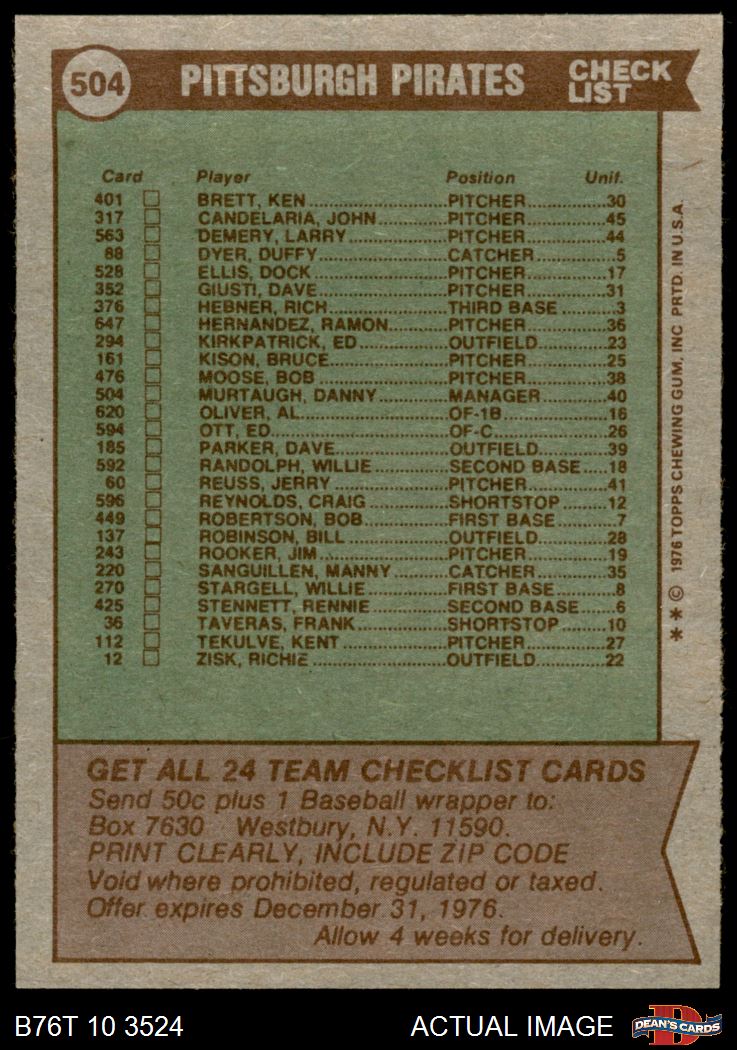 504 PITTSBURGH PIRATES CHECK LIST
Card Player Position Unif.
401 BRETT, KEN PITCHER 30
317 CANDELARIA, JOHN PITCHER 45
563 DEMERY, LARRY PITCHER 44
88 DYER, DUFFY CATCHER 5
528 ELLIS, DOCK PITCHER 17
352 GIUSTI, DAVE PITCHER 31
376 HEBNER, RICH THIRD BASE 3
647 HERNANDEZ, RAMON PITCHER 36
294 KIRKPATRICK, ED OUTFIELD 23
161 KISON, BRUCE PITCHER 25
476 MOOSE, BOB PITCHER 38
504 MURTAUGH, DANNY MANAGER 40
620 OLIVER, AL OF-1B 16
594 OTT, ED OF-C 26
185 PARKER, DAVE OUTFIELD 39
592 RANDOLPH, WILLIE SECOND BASE 18
60 REUSS, JERRY PITCHER 41
596 REYNOLDS, CRAIG SHORTSTOP 12
449 ROBERTSON, BOB FIRST BASE 7
137 ROBINSON, BILL OUTFIELD 28
243 ROOKER, JIM PITCHER 19
220 SANGUILLEN, MANNY CATCHER 35
270 STARGELL, WILLIE FIRST BASE 8
425 STENNETT, RENNIE SECOND BASE 6
36 TAVERAS, FRANK SHORTSTOP 10
112 TEKULVE, KENT PITCHER 27
12 ZISK, RICHIE OUTFIELD 22
** © 1976 TOPPS CHEWING GUM, INC PRTD. IN U.S.A.
GET ALL 24 TEAM CHECKLIST CARDS
Send 50c plus 1 Baseball wrapper to:
Box 7630 Westbury, N.Y. 11590.
PRINT CLEARLY, INCLUDE ZIP CODE
Void where prohibited, regulated or taxed.
Offer expires December 31, 1976.
Allow 4 weeks for delivery.
B76T 10 3524 ACTUAL IMAGE DEAN'S CARDS